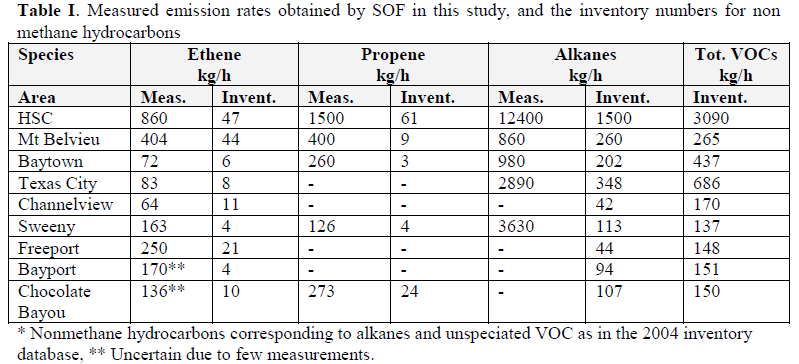 Table I. Measured emission rates obtained by SOF in this study, and the inventory numbers for non
methane hydrocarbons
Species Ethene Propene Alkanes Tot. VOCs
kg/h kg/h kg/h kg/h
Area Meas. Invent. Meas. Invent. Meas. Invent. Invent.
HSC 860 47 1500 61 12400 1500 3090
Mt Belvieu 404 44 400 9 860 260 265
Baytown 72 6 260 3 980 202 437
Texas City 83 8 - - 2890 348 686
Channelview 64 11 - - - 42 170
Sweeny 163 4 126 4 3630 113 137
Freeport 250 21 - - - 44 148
Bayport 170** 4 - - - 94 151
Chocolate 136** 10 273 24 - 107 150
Bayou
* Nonmethane hydrocarbons corresponding to alkanes and unspeciated VOC as in the 2004 inventory
database, ** Uncertain due to few measurements.